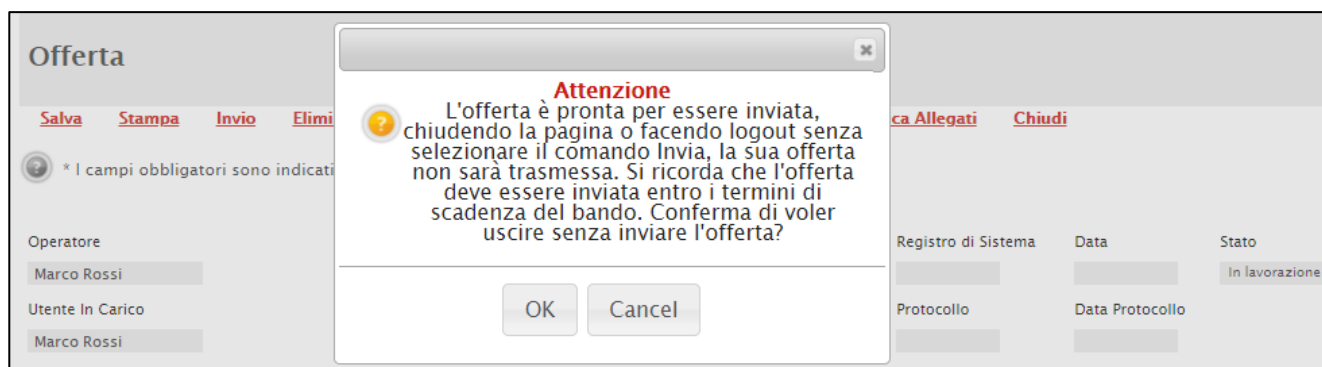 Offerta
Salva Stampa Invio Elimi ca Allegati Chiudi
* I campi obbligatori sono indicati
Attenzione
L'offerta è pronta per essere inviata,
chiudendo la pagina o facendo logout senza
selezionare il comando Invia, la sua offerta
non sarà trasmessa. Si ricorda che l'offerta
deve essere inviata entro i termini di
scadenza del bando. Conferma di voler
uscire senza inviare l'offerta?
OK Cancel
Operatore Registro di Sistema Data Stato
Marco Rossi In lavorazione
Utente In Carico Protocollo Data Protocollo
Marco Rossi